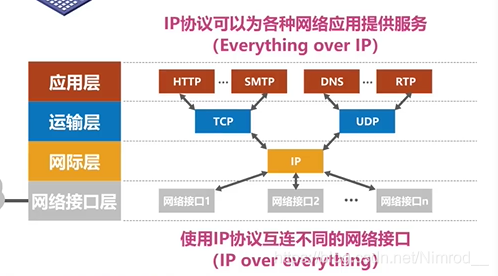 IP协议可以为各种网络应用提供服务
(Everything over IP)
应用层 HTTP ··· SMTP DNS ··· RTP
运输层 TCP UDP
网际层 IP
网络接口层 网络接口1 网络接口2 ··· 网络接口n
使用IP协议互连不同的网络接口
(IP over everything)
csdn.net/Nimrod__